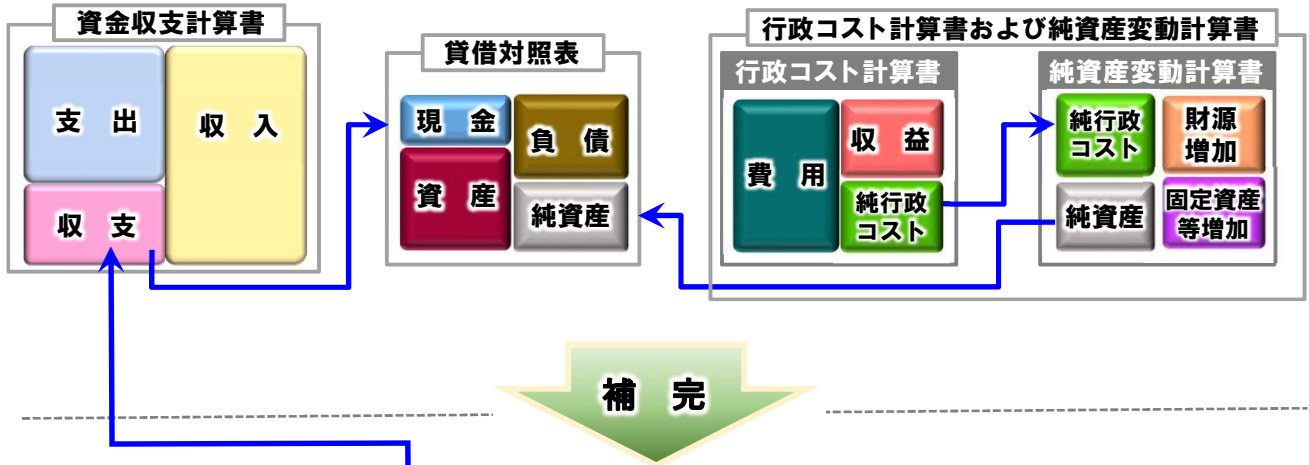 資金収支計算書
支出
収入
収支
貸借対照表
現金
負債
資産
純資産
行政コスト計算書および純資産変動計算書
行政コスト計算書
費用
収益
純行政
コスト
純資産変動計算書
純行政
コスト
財源
増加
純資産
固定資産
等増加
補完